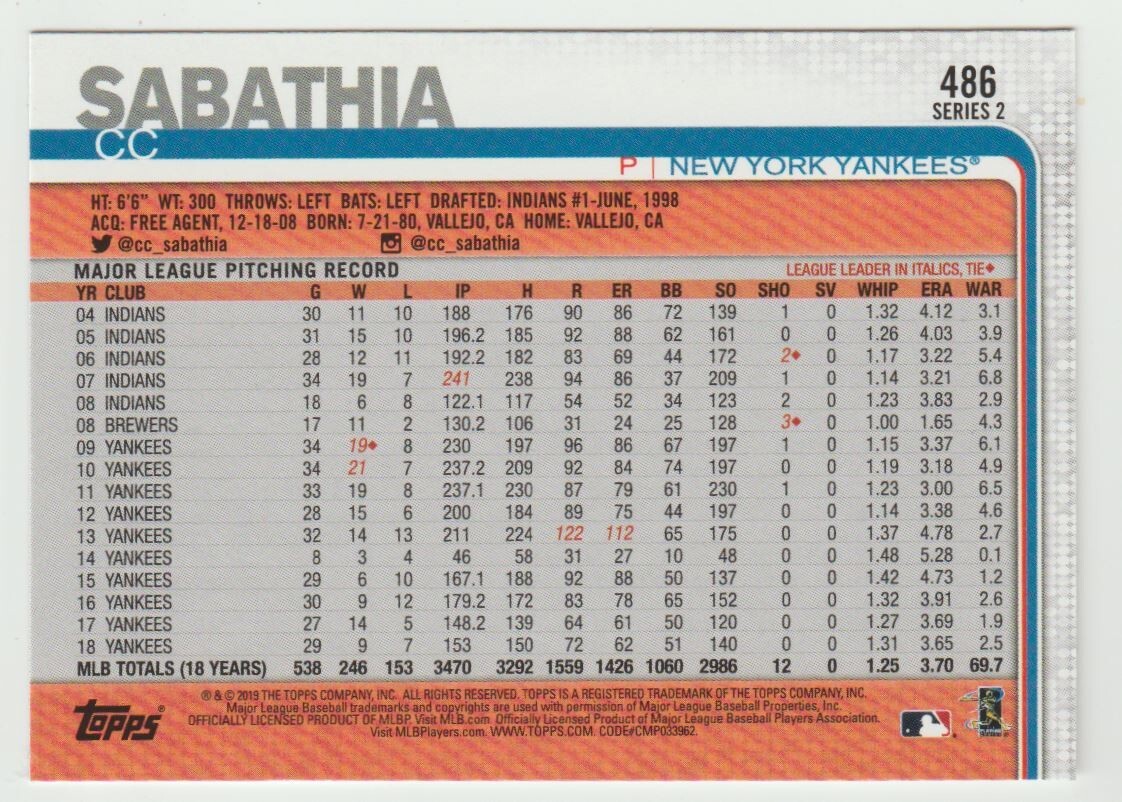 SABATHIA
CC
486
SERIES 2
P | NEW YORK YANKEES®
HT: 6'6" WT: 300 THROWS: LEFT BATS: LEFT DRAFTED: INDIANS #1-JUNE, 1998
ACQ: FREE AGENT, 12-18-08 BORN: 7-21-80, VALLEJO, CA HOME: VALLEJO, CA
@cc_sabathia @cc_sabathia
MAJOR LEAGUE PITCHING RECORD LEAGUE LEADER IN ITALICS, TIE♦
YR CLUB G W L IP H R ER BB SO SHO SV WHIP ERA WAR
04 INDIANS 30 11 10 188 176 90 86 72 139 1 0 1.32 4.12 3.1
05 INDIANS 31 15 10 196.2 185 92 88 62 161 0 0 1.26 4.03 3.9
06 INDIANS 28 12 11 192.2 182 83 69 44 172 2♦ 0 1.17 3.22 5.4
07 INDIANS 34 19 7 241 238 94 86 37 209 1 0 1.14 3.21 6.8
08 INDIANS 18 6 8 122.1 117 54 52 34 123 2 0 1.23 3.83 2.9
08 BREWERS 17 11 2 130.2 106 31 24 25 128 3♦ 0 1.00 1.65 4.3
09 YANKEES 34 19♦ 8 230 197 96 86 67 197 1 0 1.15 3.37 6.1
10 YANKEES 34 21 7 237.2 209 92 84 74 197 0 0 1.19 3.18 4.9
11 YANKEES 33 19 8 237.1 230 87 79 61 230 1 0 1.23 3.00 6.5
12 YANKEES 28 15 6 200 184 89 75 44 197 0 0 1.14 3.38 4.6
13 YANKEES 32 14 13 211 224 122 112 65 175 0 0 1.37 4.78 2.7
14 YANKEES 8 3 4 46 58 31 27 10 48 0 0 1.48 5.28 0.1
15 YANKEES 29 6 10 167.1 188 92 88 50 137 0 0 1.42 4.73 1.2
16 YANKEES 30 9 12 179.2 172 83 78 65 152 0 0 1.32 3.91 2.6
17 YANKEES 27 14 5 148.2 139 64 61 50 120 0 0 1.27 3.69 1.9
18 YANKEES 29 9 7 153 150 72 62 51 140 0 0 1.31 3.65 2.5
MLB TOTALS (18 YEARS) 538 246 153 3470 3292 1559 1426 1060 2986 12 0 1.25 3.70 69.7
® & © 2019 THE TOPPS COMPANY, INC. ALL RIGHTS RESERVED. TOPPS IS A REGISTERED TRADEMARK OF THE TOPPS COMPANY, INC.
Major League Baseball trademarks and copyrights are used with permission of Major League Baseball Properties, Inc.
OFFICIALLY LICENSED PRODUCT OF MLBP. Visit MLB.com. Officially Licensed Product of Major League Baseball Players Association.
Visit MLBPlayers.com. WWW.TOPPS.COM. CODE#CMP033962.
Topps®